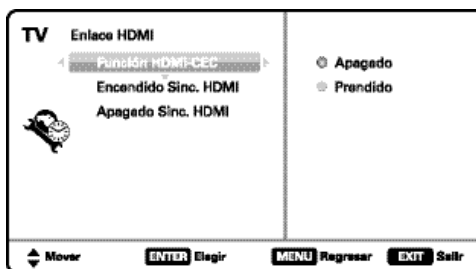 TV Enlace HDMI
Función HDMI-CEC
Encendido Sinc. HDMI
Apagado Sinc. HDMI
Apagado
Prendido
Mover ENTER Elegir MENU Regresar EXIT Salir